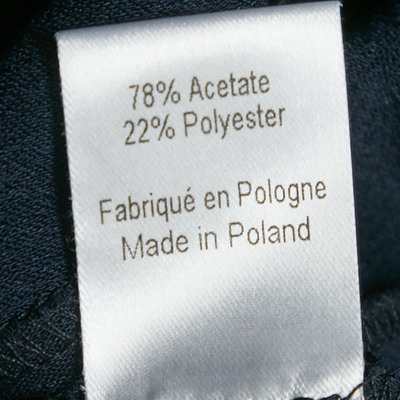 78% Acetate
22% Polyester
Fabriqué en Pologne
Made in Poland